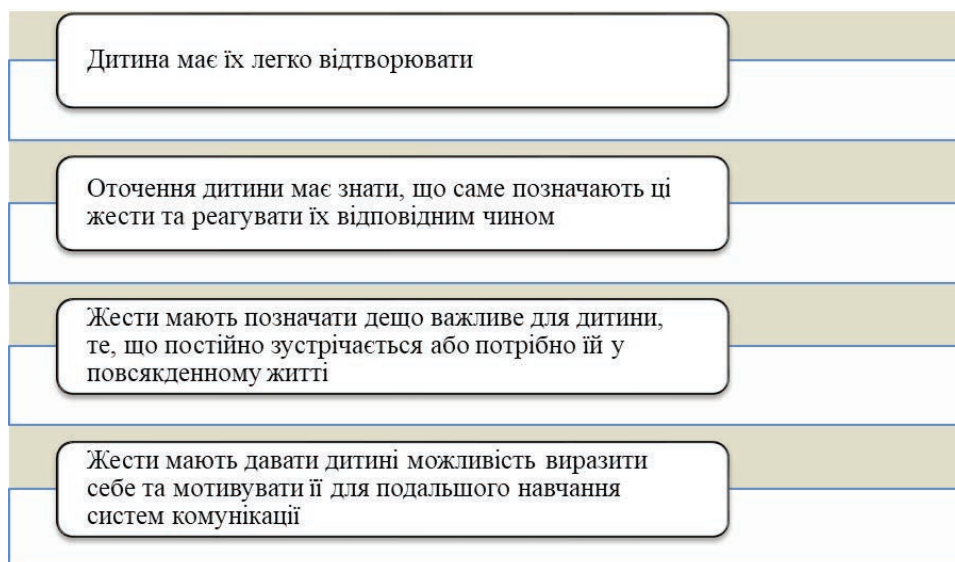 Дитина має їх легко відтворювати
Оточення дитини має знати, що саме позначають ці
жести та реагувати їх відповідним чином
Жести мають позначати дещо важливе для дитини,
те, що постійно зустрічається або потрібно їй у
повсякденному житті
Жести мають давати дитині можливість виразити
себе та мотивувати її для подальшого навчання
систем комунікації